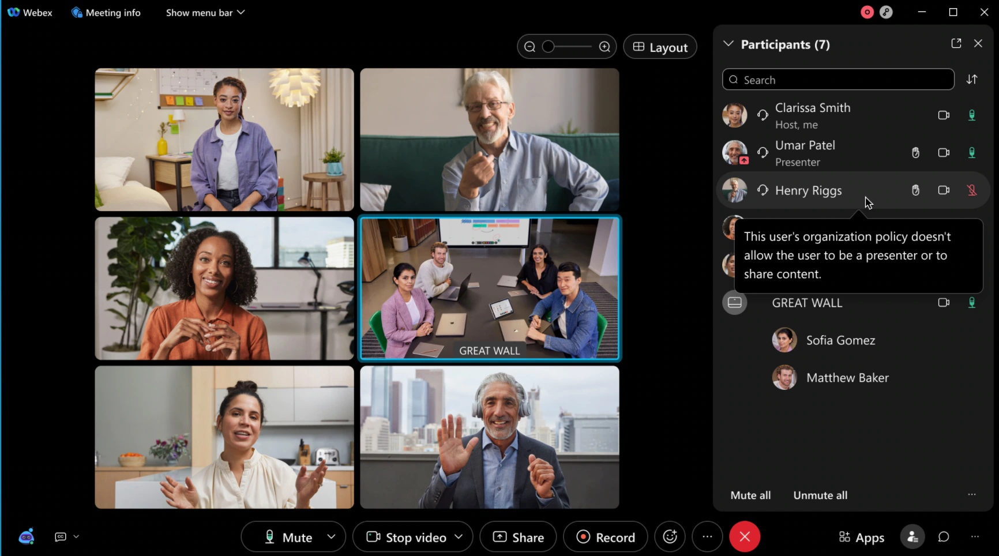 Webex
Meeting info
Show menu bar
Layout
Participants (7)
Search
Clarissa Smith
Host, me
Umar Patel
Presenter
Henry Riggs
This user's organization policy doesn't
allow the user to be a presenter or to
share content.
GREAT WALL
Sofia Gomez
Matthew Baker
GREAT WALL
Mute all
Unmute all
CC
Mute
Stop video
Share
Record
Apps